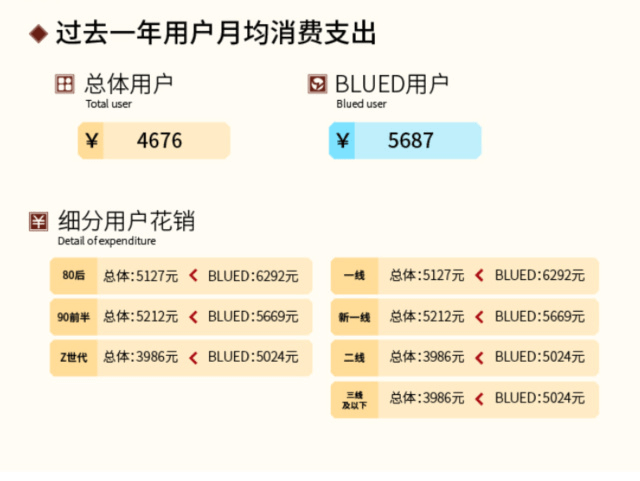 过去一年用户月均消费支出
总体用户
Total user
¥ 4676
BLUED用户
Blued user
¥ 5687
细分用户花销
Detail of expenditure
80后 总体：5127元 < BLUED：6292元
90前半 总体：5212元 < BLUED：5669元
Z世代 总体：3986元 < BLUED：5024元
一线 总体：5127元 < BLUED：6292元
新一线 总体：5212元 < BLUED：5669元
二线 总体：3986元 < BLUED：5024元
三线
及以下 总体：3986元 < BLUED：5024元